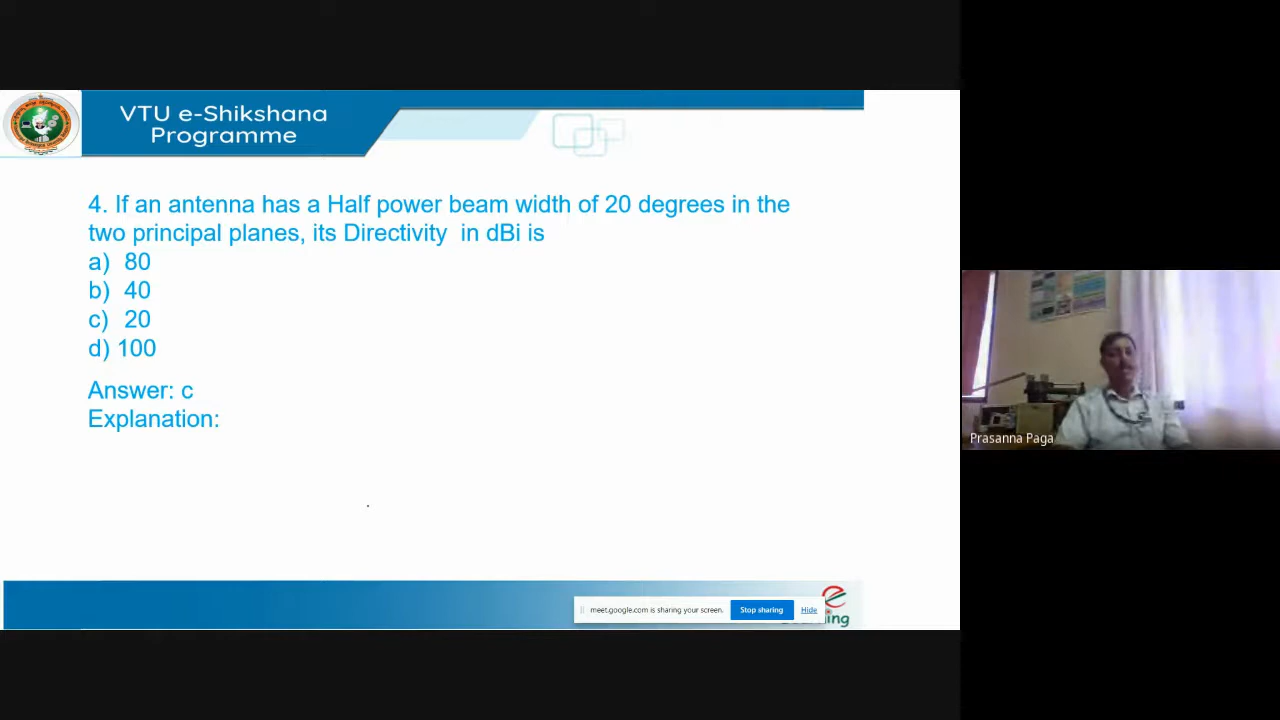 VTU e-Shikshana
Programme
4. If an antenna has a Half power beam width of 20 degrees in the
two principal planes, its Directivity in dBi is
a) 80
b) 40
c) 20
d) 100
Answer: c
Explanation:
Prasanna Paga
meet.google.com is sharing your screen.
Stop sharing
Hide